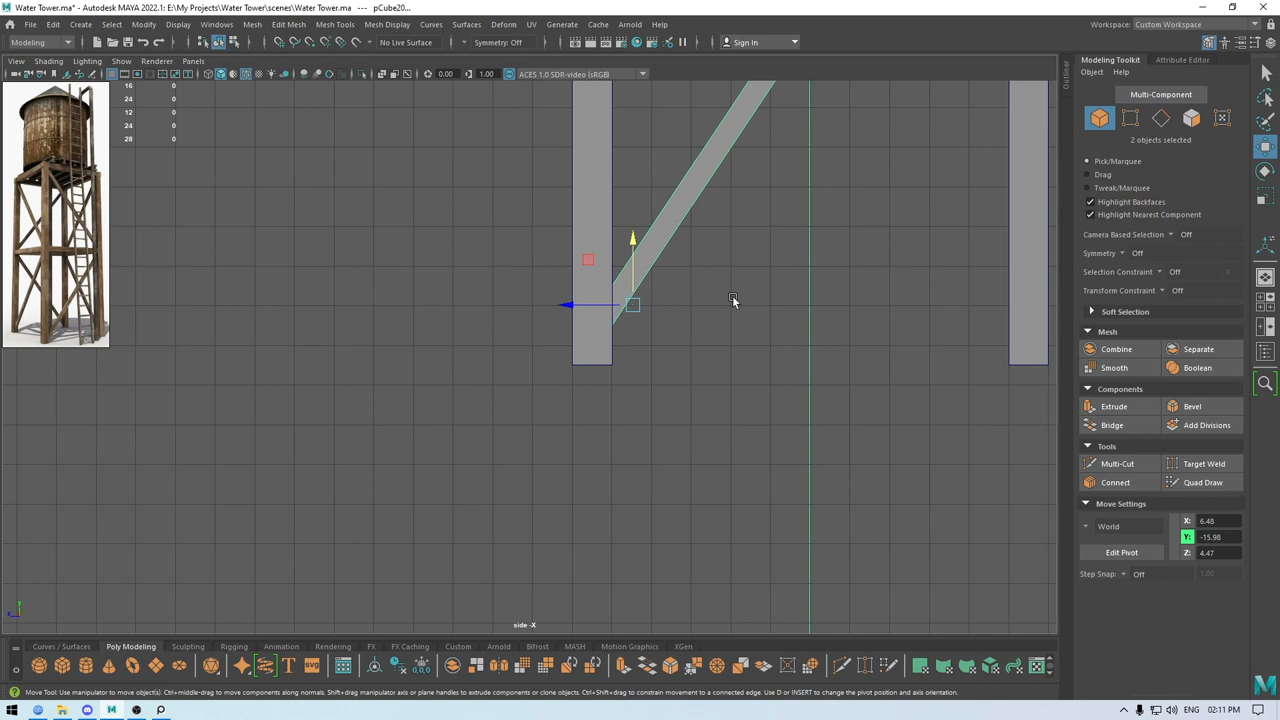 Water Tower.ma* - Autodesk MAYA 2022.1: E:\My Projects\Water Tower\scenes\Water Tower.ma --- pCube20...
File Edit Create Select Modify Display Windows Mesh Edit Mesh Mesh Tools Mesh Display Curves Surfaces Deform UV Generate Cache Arnold Help
Workspace: Custom Workspace
Modeling
No Live Surface
Symmetry: Off
Sign In
View Shading Lighting Show Renderer Panels
0.00
1.00
ACES 1.0 SDR-video (sRGB)
16 0
24 0
12 0
24 0
28 0
side -X
Outliner
Modeling Toolkit Attribute Editor
Object Help
Multi-Component
2 objects selected
Pick/Marquee
Drag
Tweak/Marquee
Highlight Backfaces
Highlight Nearest Component
Camera Based Selection Off
Symmetry Off
Selection Constraint Off 0
Transform Constraint Off
Soft Selection
Mesh
Combine Separate
Smooth Boolean
Components
Extrude Bevel
Bridge Add Divisions
Tools
Multi-Cut Target Weld
Connect Quad Draw
Move Settings
World
X: 6.48
Y: -15.98
Z: 4.47
Edit Pivot
Step Snap: Off 1.00
Curves / Surfaces Poly Modeling Sculpting Rigging Animation Rendering FX FX Caching Custom Arnold Bifrost MASH Motion Graphics XGen
Move Tool: Use manipulator to move object(s). Ctrl+middle-drag to move components along normals. Shift+drag manipulator axis or plane handles to extrude components or clone objects. Ctrl+Shift+drag to constrain movement to a connected edge. Use D or INSERT to change the pivot position and axis orientation.
ENG 02:11 PM